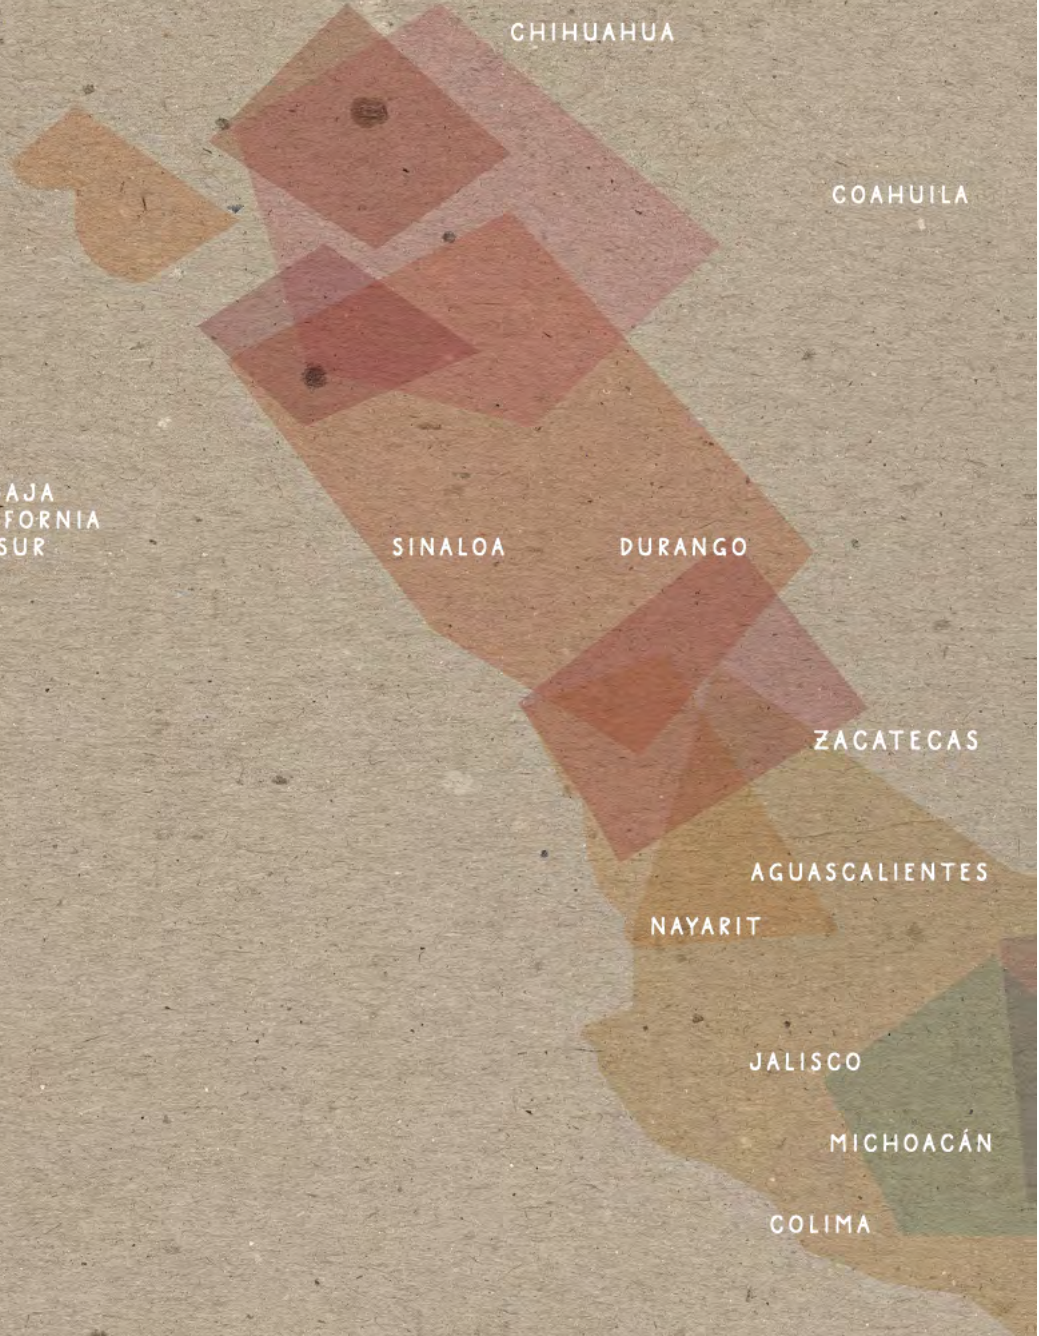 CHIHUAHUA
COAHUILA
AJA
FORNIA
SUR
SINALOA
DURANGO
ZACATECAS
AGUASCALIENTES
NAYARIT
JALISCO
MICHOACÁN
COLIMA